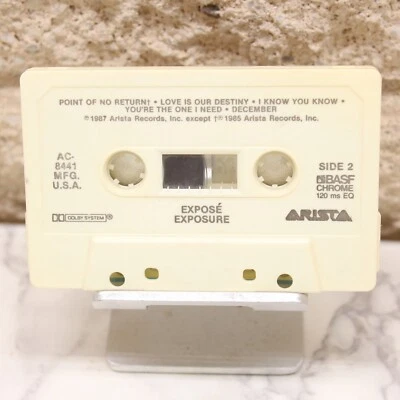 POINT OF NO RETURN† • LOVE IS OUR DESTINY • I KNOW YOU KNOW •
YOU'RE THE ONE I NEED • DECEMBER
℗1987 Arista Records, Inc. except †℗1985 Arista Records, Inc.
AC-
8441
MFG.
U.S.A.
SIDE 2
BASF
CHROME
120 ms EQ
DOLBY SYSTEM®
EXPOSÉ
EXPOSURE
ARISTA